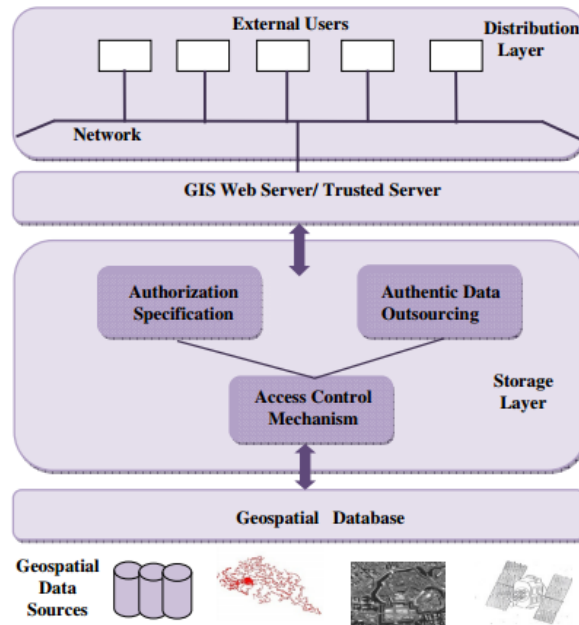 External Users
Distribution
Layer
Network
GIS Web Server/ Trusted Server
Authorization
Specification
Authentic Data
Outsourcing
Access Control
Mechanism
Storage
Layer
Geospatial Database
Geospatial
Data
Sources